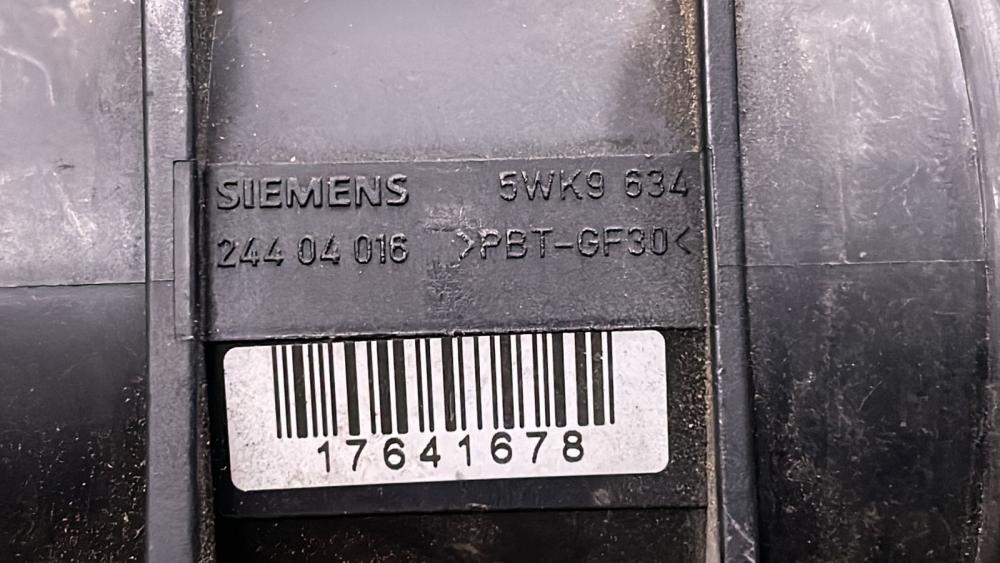 SIEMENS 5WK9 634
244 04 016 >PBT-GF30<
17641678